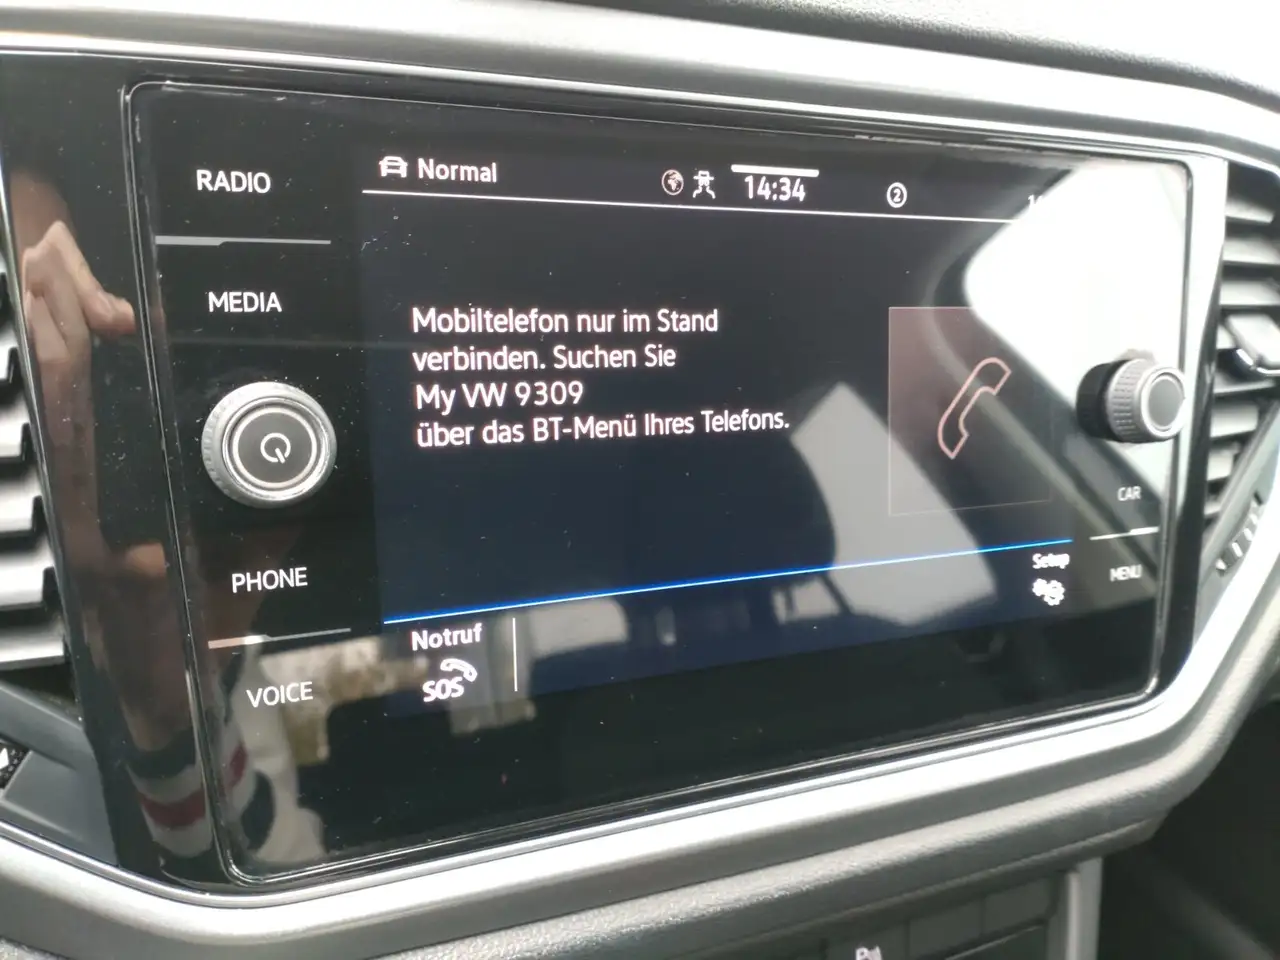 RADIO
Normal
14:34
2
MEDIA
Mobiltelefon nur im Stand
verbinden. Suchen Sie
My VW 9309
über das BT-Menü Ihres Telefons.
CAR
PHONE
Setup
MENU
Notruf
SOS
VOICE